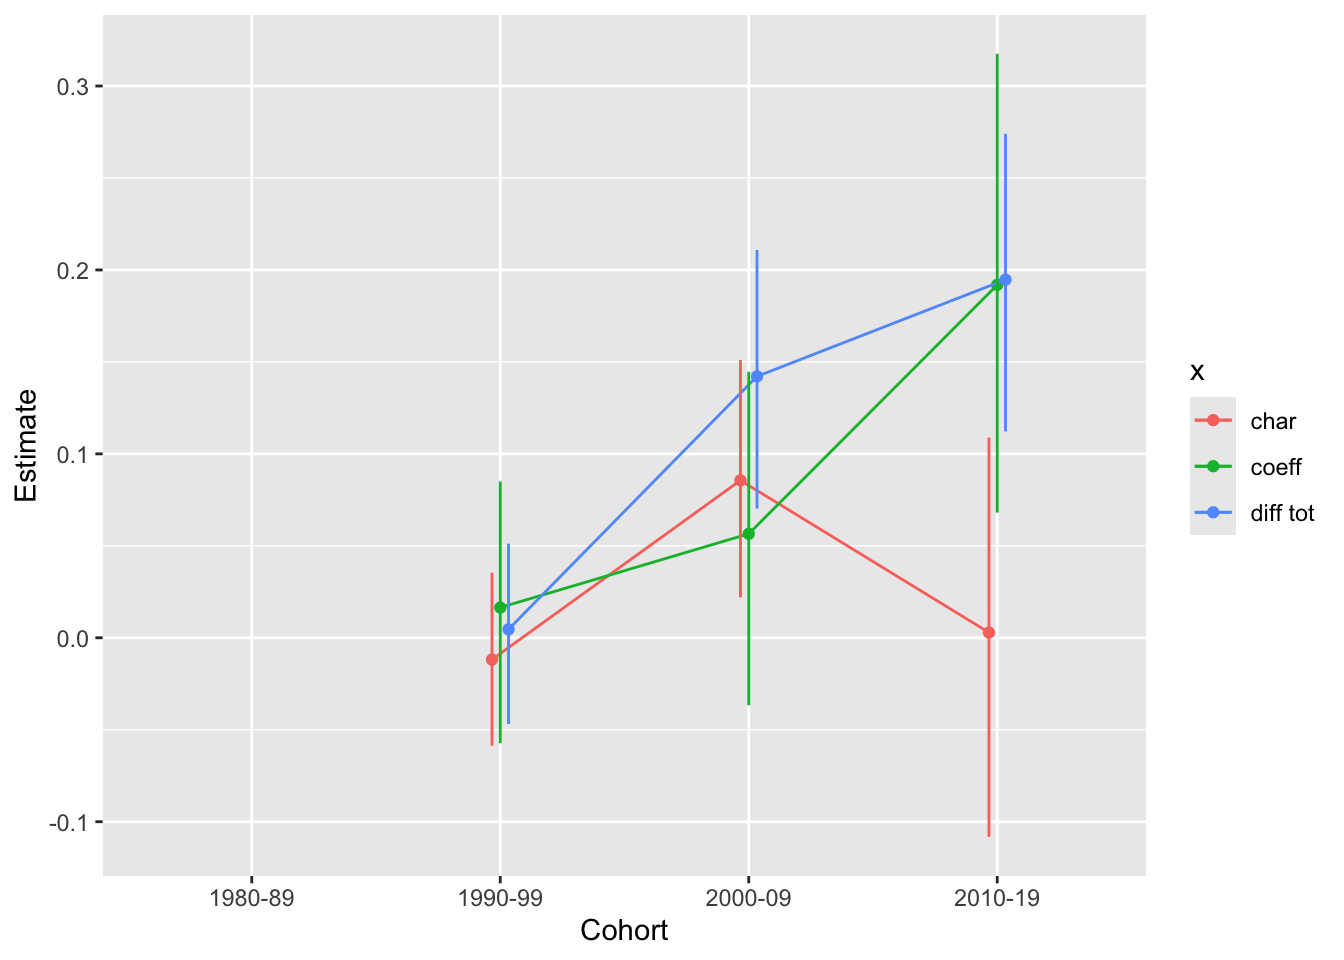 0.3
0.2
0.1
0.0
-0.1
Estimate
1980-89
1990-99
2000-09
2010-19
Cohort
x
char
coeff
diff tot